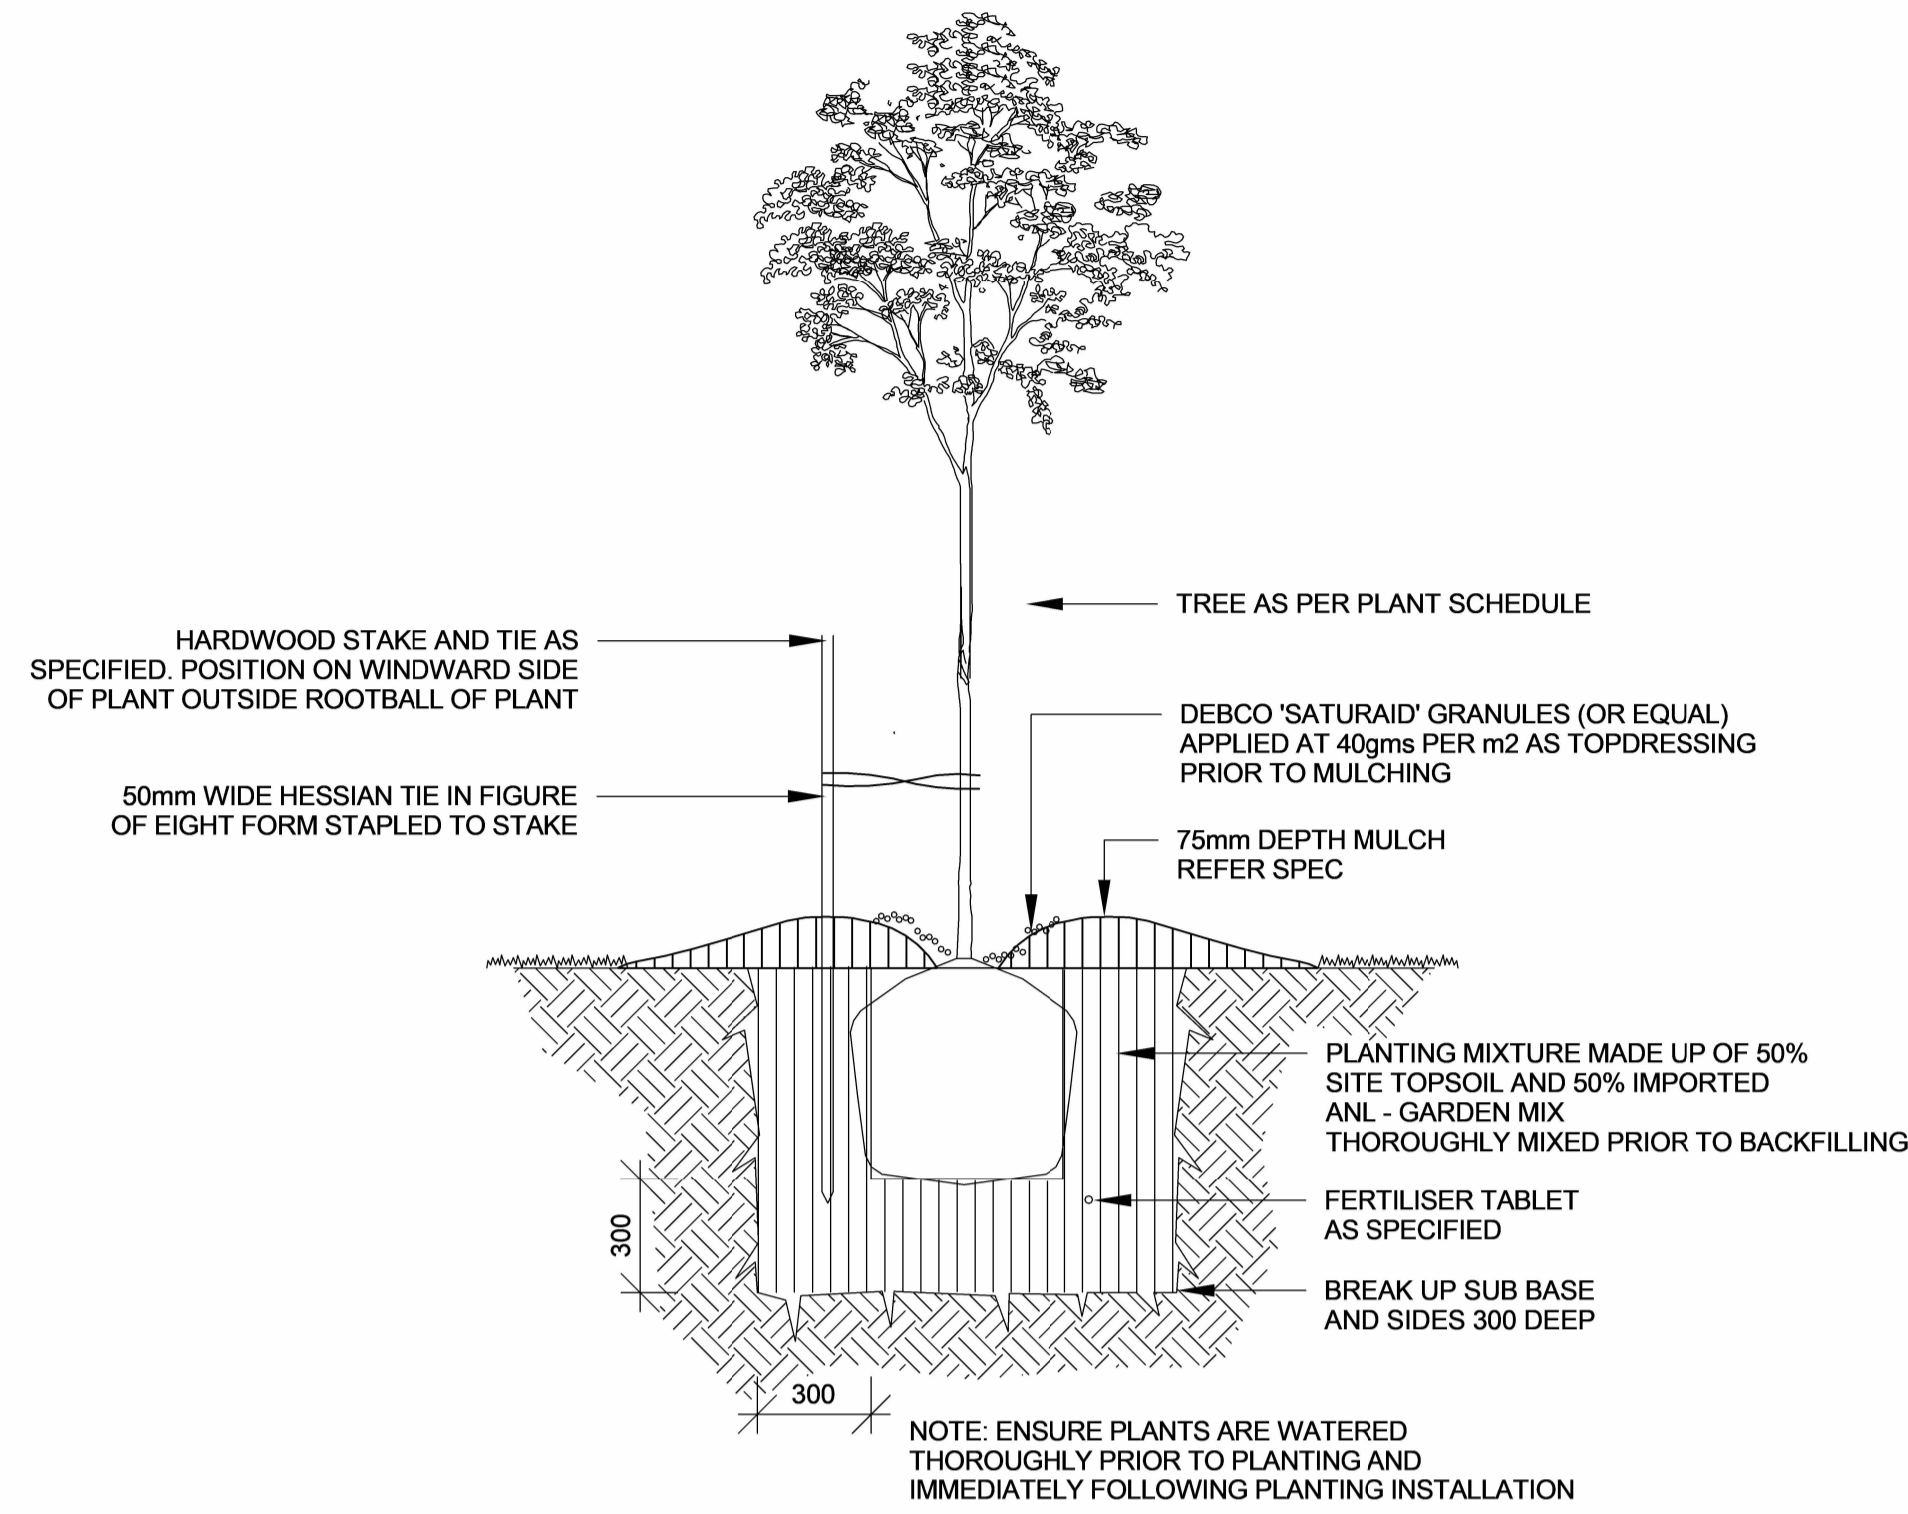 TREE AS PER PLANT SCHEDULE
HARDWOOD STAKE AND TIE AS
SPECIFIED. POSITION ON WINDWARD SIDE
OF PLANT OUTSIDE ROOTBALL OF PLANT
DEBCO 'SATURAID' GRANULES (OR EQUAL)
APPLIED AT 40gms PER m2 AS TOPDRESSING
PRIOR TO MULCHING
50mm WIDE HESSIAN TIE IN FIGURE
OF EIGHT FORM STAPLED TO STAKE
75mm DEPTH MULCH
REFER SPEC
PLANTING MIXTURE MADE UP OF 50%
SITE TOPSOIL AND 50% IMPORTED
ANL - GARDEN MIX
THOROUGHLY MIXED PRIOR TO BACKFILLING
FERTILISER TABLET
AS SPECIFIED
300
BREAK UP SUB BASE
AND SIDES 300 DEEP
300
NOTE: ENSURE PLANTS ARE WATERED
THOROUGHLY PRIOR TO PLANTING AND
IMMEDIATELY FOLLOWING PLANTING INSTALLATION